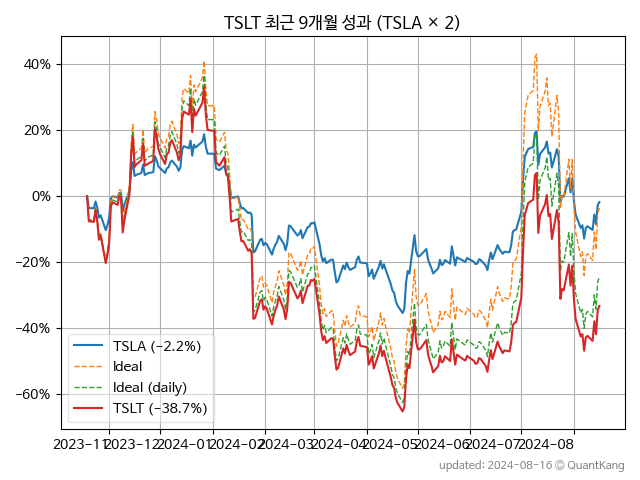 TSLT 최근 9개월 성과 (TSLA × 2)
40%
20%
0%
−20%
−40%
−60%
TSLA (−2.2%)
Ideal
Ideal (daily)
TSLT (−38.7%)
2023-11 2023-12 2024-01 2024-02 2024-03 2024-04 2024-05 2024-06 2024-07 2024-08
updated: 2024-08-16 © QuantKang